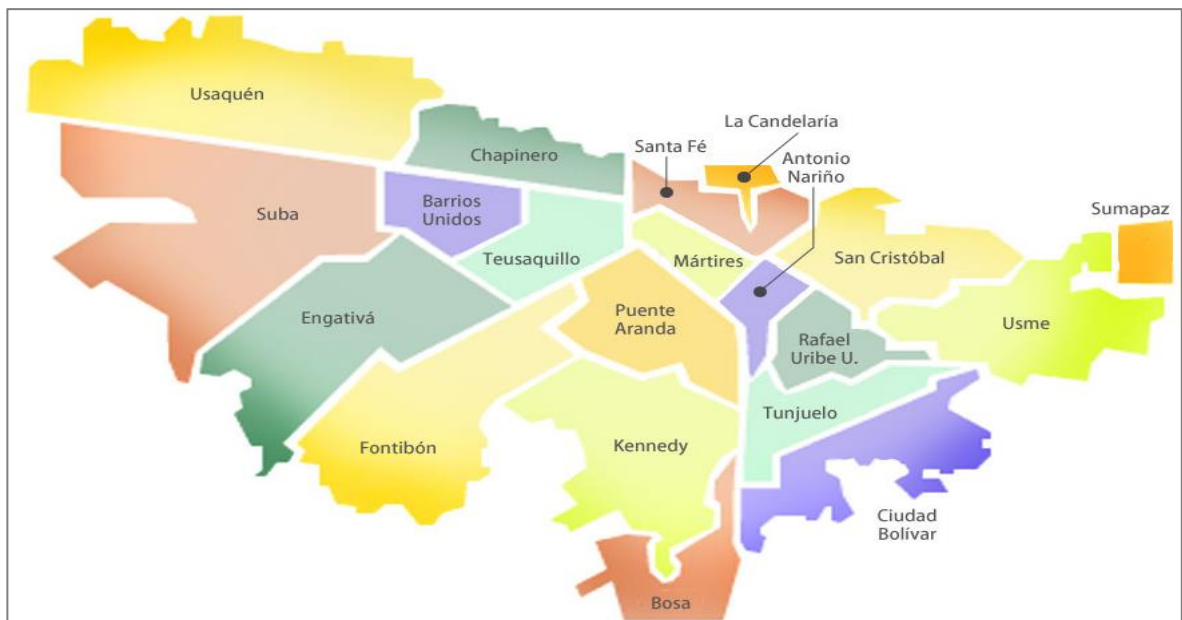 Usaquén
La Candelaría
Santa Fé
Antonio
Nariño
Chapinero
Barrios
Unidos
Suba
Sumapaz
Teusaquillo
Mártires
San Cristóbal
Engativá
Puente
Aranda
Usme
Rafael
Uribe U.
Tunjuelo
Fontibón
Kennedy
Ciudad
Bolívar
Bosa